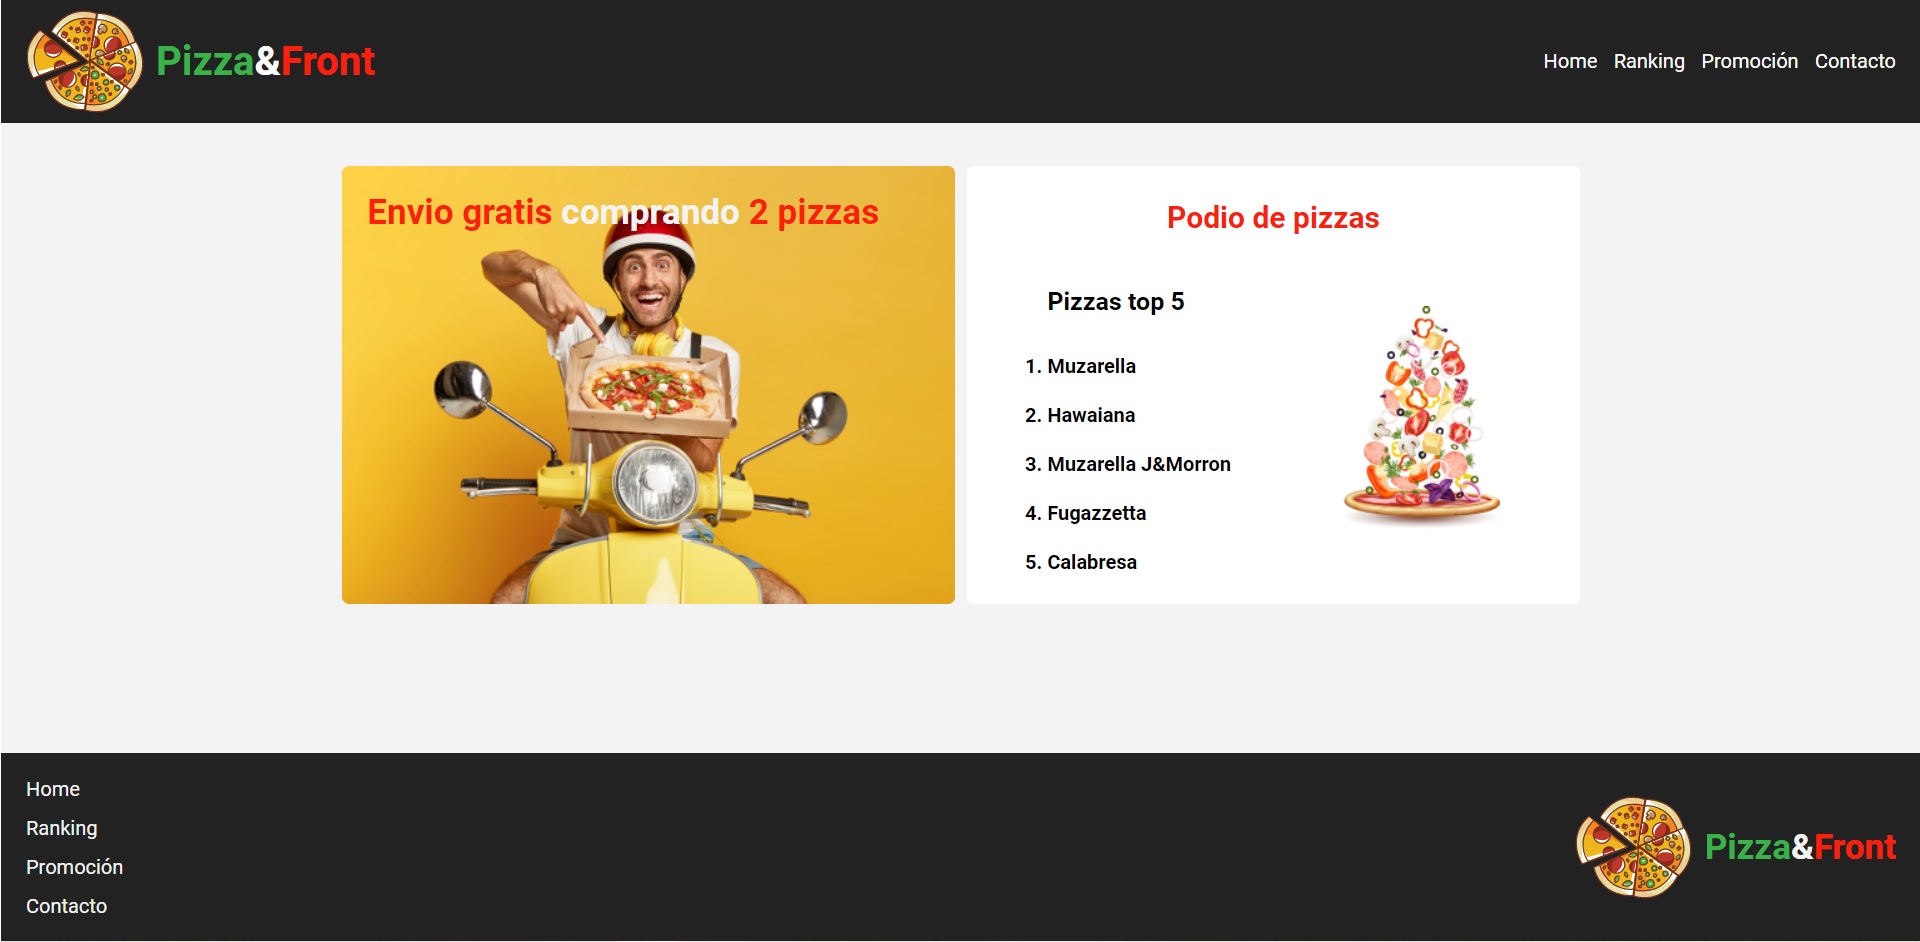 Pizza&Front
Home Ranking Promoción Contacto
Envio gratis comprando 2 pizzas
Podio de pizzas
Pizzas top 5
1. Muzarella
2. Hawaiana
3. Muzarella J&Morron
4. Fugazzetta
5. Calabresa
Home
Ranking
Promoción
Contacto
Pizza&Front